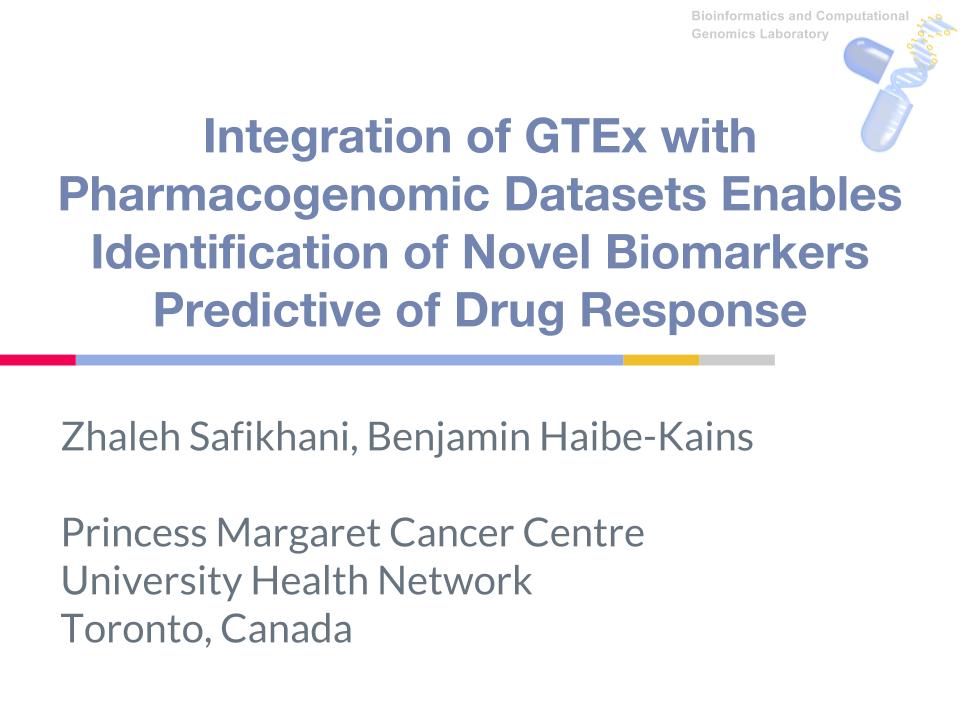 Bioinformatics and Computational
Genomics Laboratory
Integration of GTEx with
Pharmacogenomic Datasets Enables
Identification of Novel Biomarkers
Predictive of Drug Response
Zhaleh Safikhani, Benjamin Haibe-Kains
Princess Margaret Cancer Centre
University Health Network
Toronto, Canada